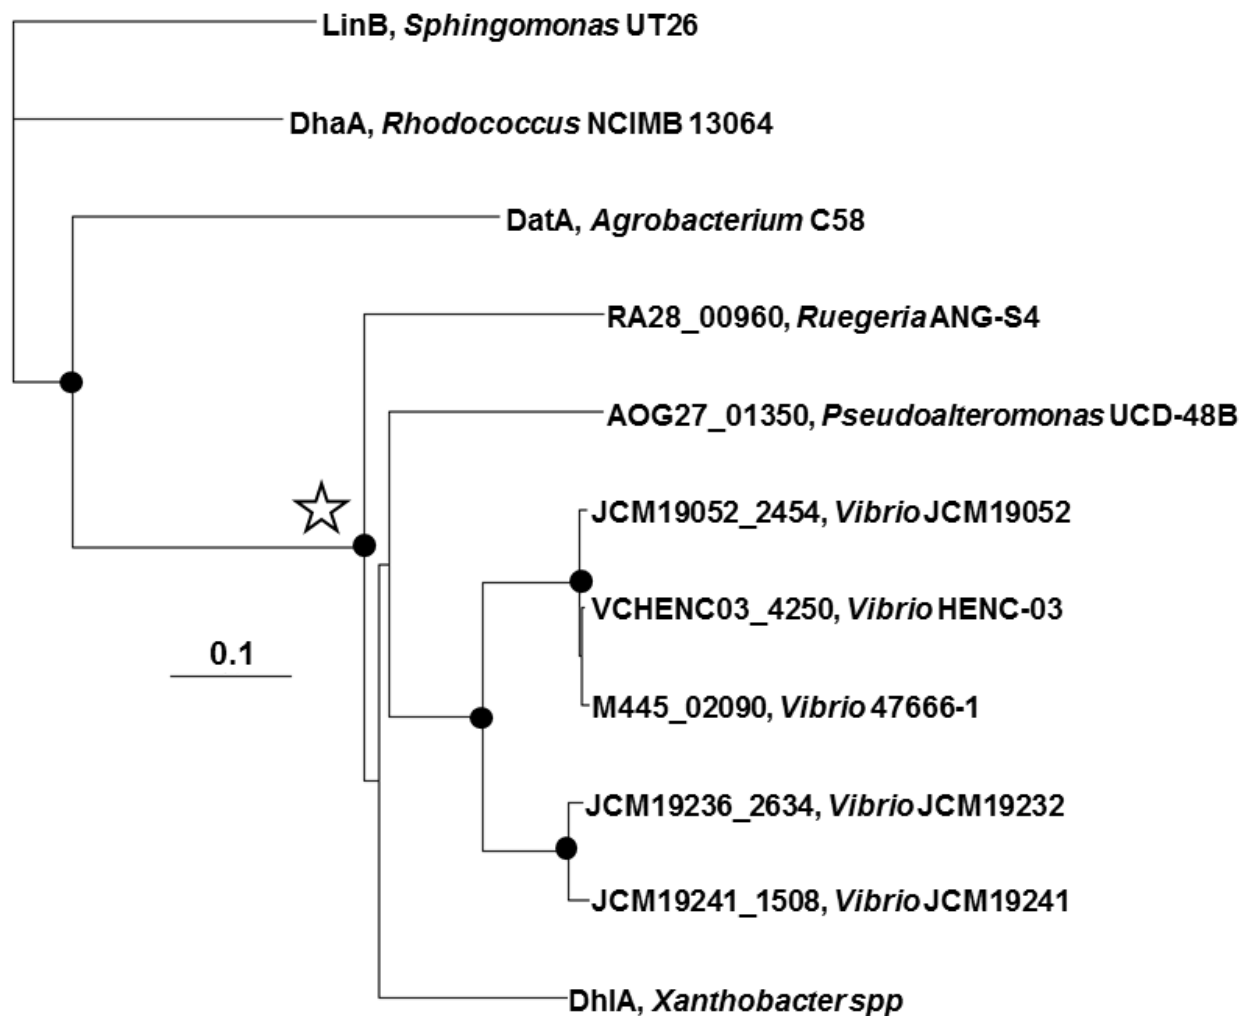 LinB, Sphingomonas UT26
DhaA, Rhodococcus NCIMB 13064
DatA, Agrobacterium C58
RA28_00960, Ruegeria ANG-S4
AOG27_01350, Pseudoalteromonas UCD-48B
JCM19052_2454, Vibrio JCM19052
VCHENC03_4250, Vibrio HENC-03
0.1
M445_02090, Vibrio 47666-1
JCM19236_2634, Vibrio JCM19232
JCM19241_1508, Vibrio JCM19241
DhlA, Xanthobacter spp